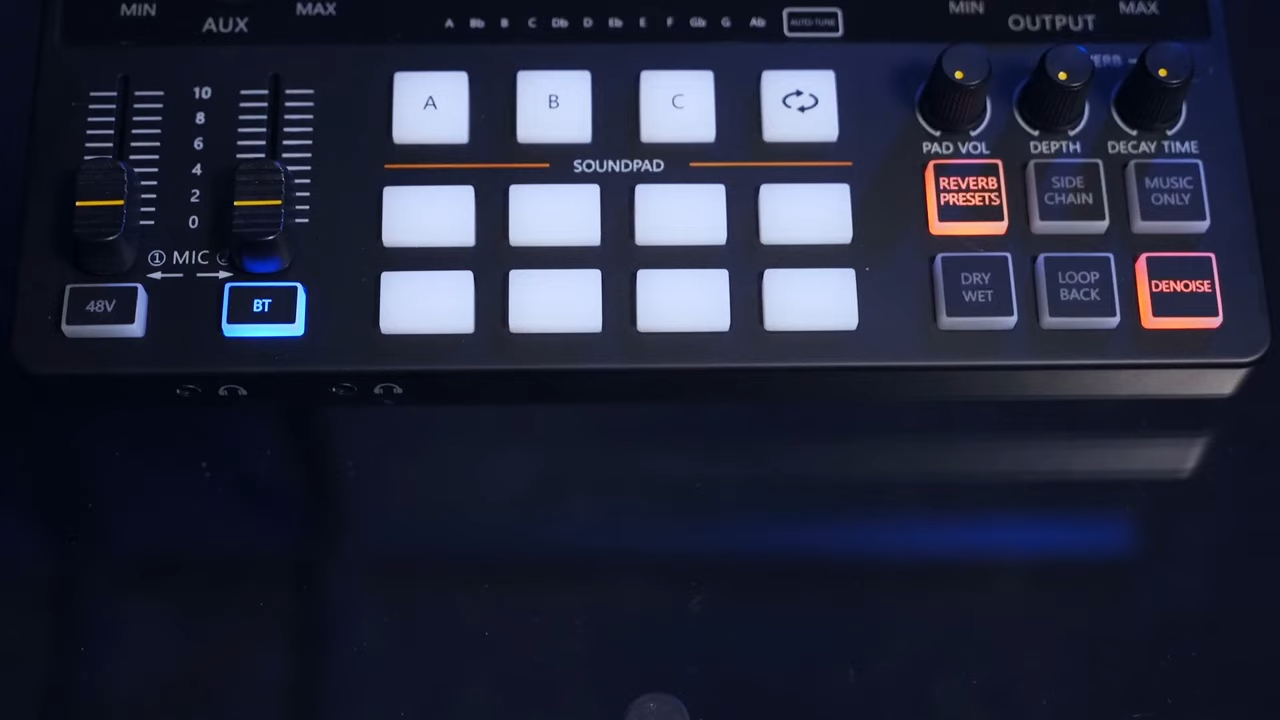 MIN MAX
AUX
A Bb B C Db D Eb E F Gb G Ab AUTO-TUNE
MIN MAX
OUTPUT
10
8
6
4
2
0
① MIC
48V
BT
A B C
SOUNDPAD
PAD VOL DEPTH DECAY TIME
REVERB PRESETS
SIDE CHAIN
MUSIC ONLY
DRY WET
LOOP BACK
DENOISE